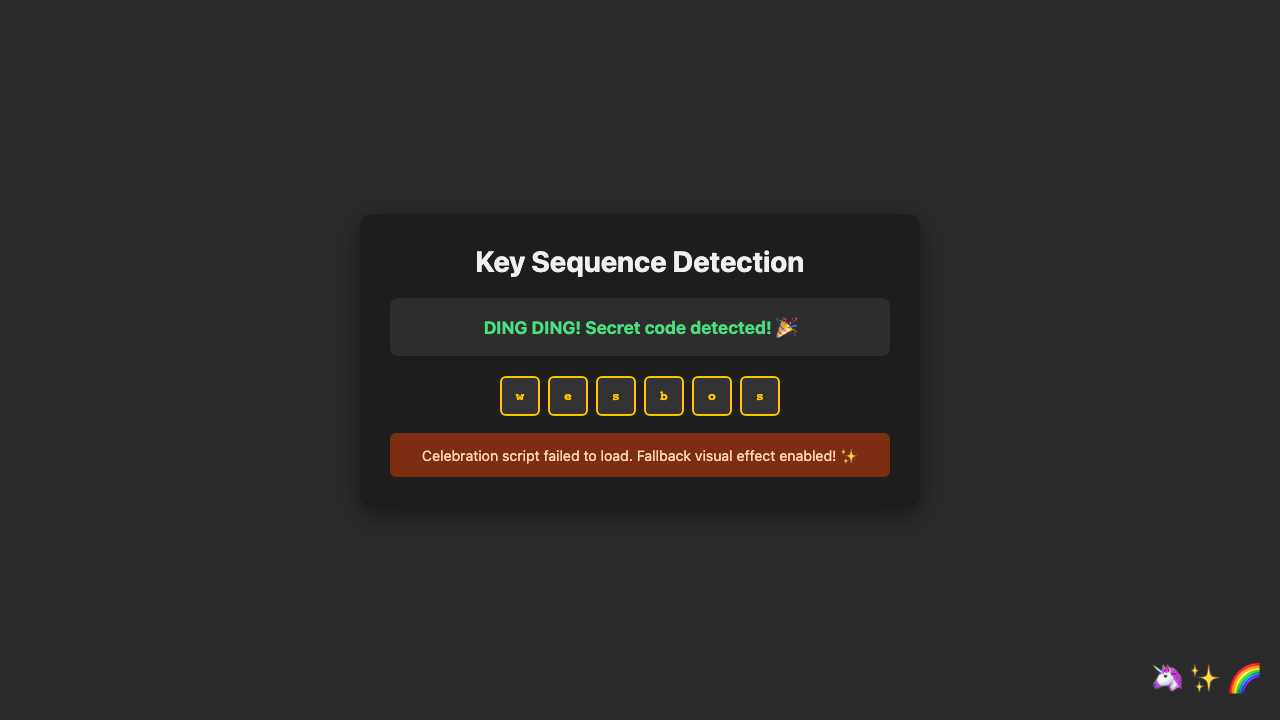 Key Sequence Detection
DING DING! Secret code detected! 🎉
w e s b o s
Celebration script failed to load. Fallback visual effect enabled! ✨
🦄 ✨ 🌈